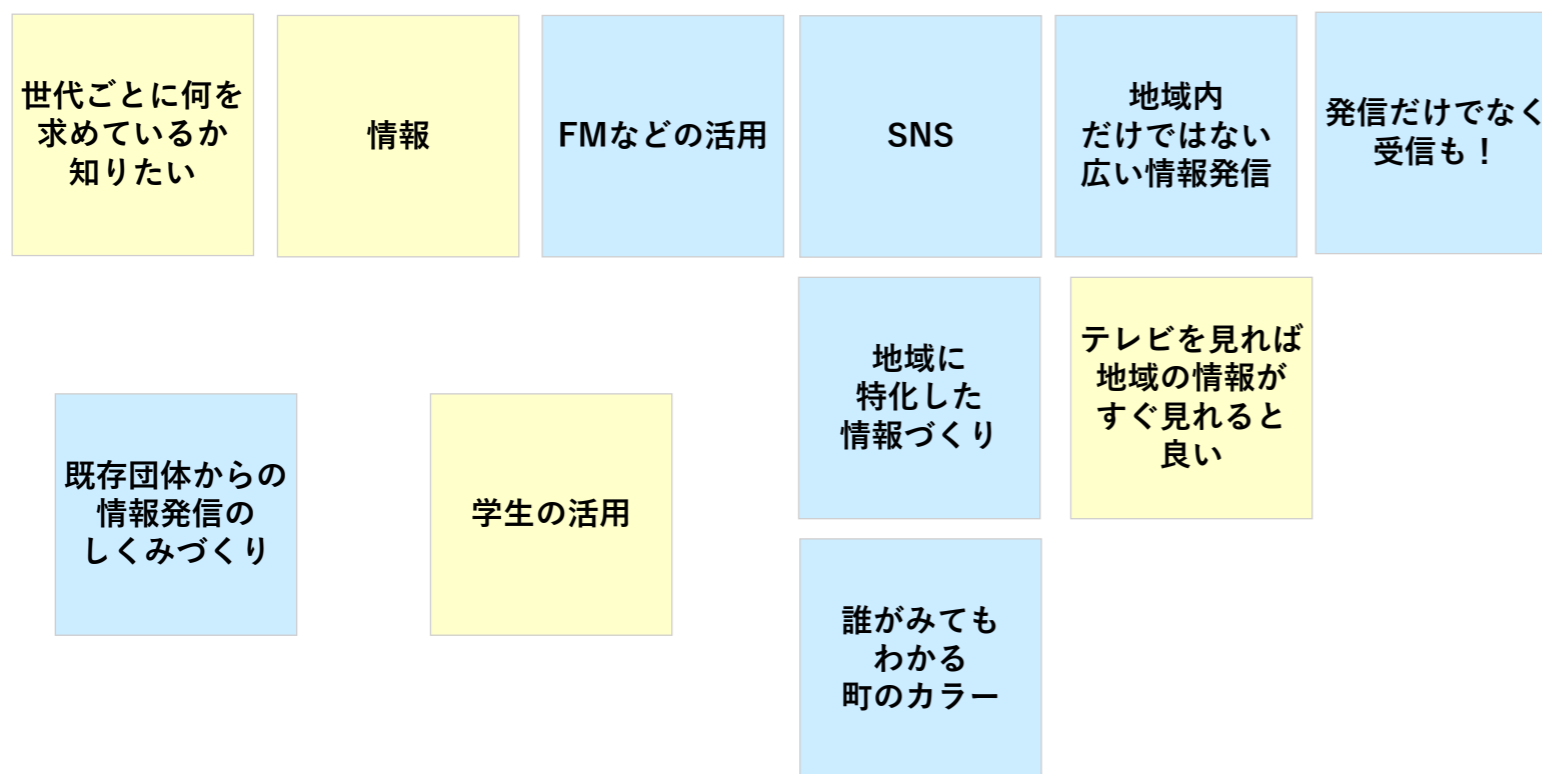 世代ごとに何を
求めているか
知りたい
情報
FMなどの活用
SNS
地域内
だけではない
広い情報発信
発信だけでなく
受信も！
地域に
特化した
情報づくり
テレビを見れば
地域の情報が
すぐ見れると
良い
既存団体からの
情報発信の
しくみづくり
学生の活用
誰がみても
わかる
町のカラー